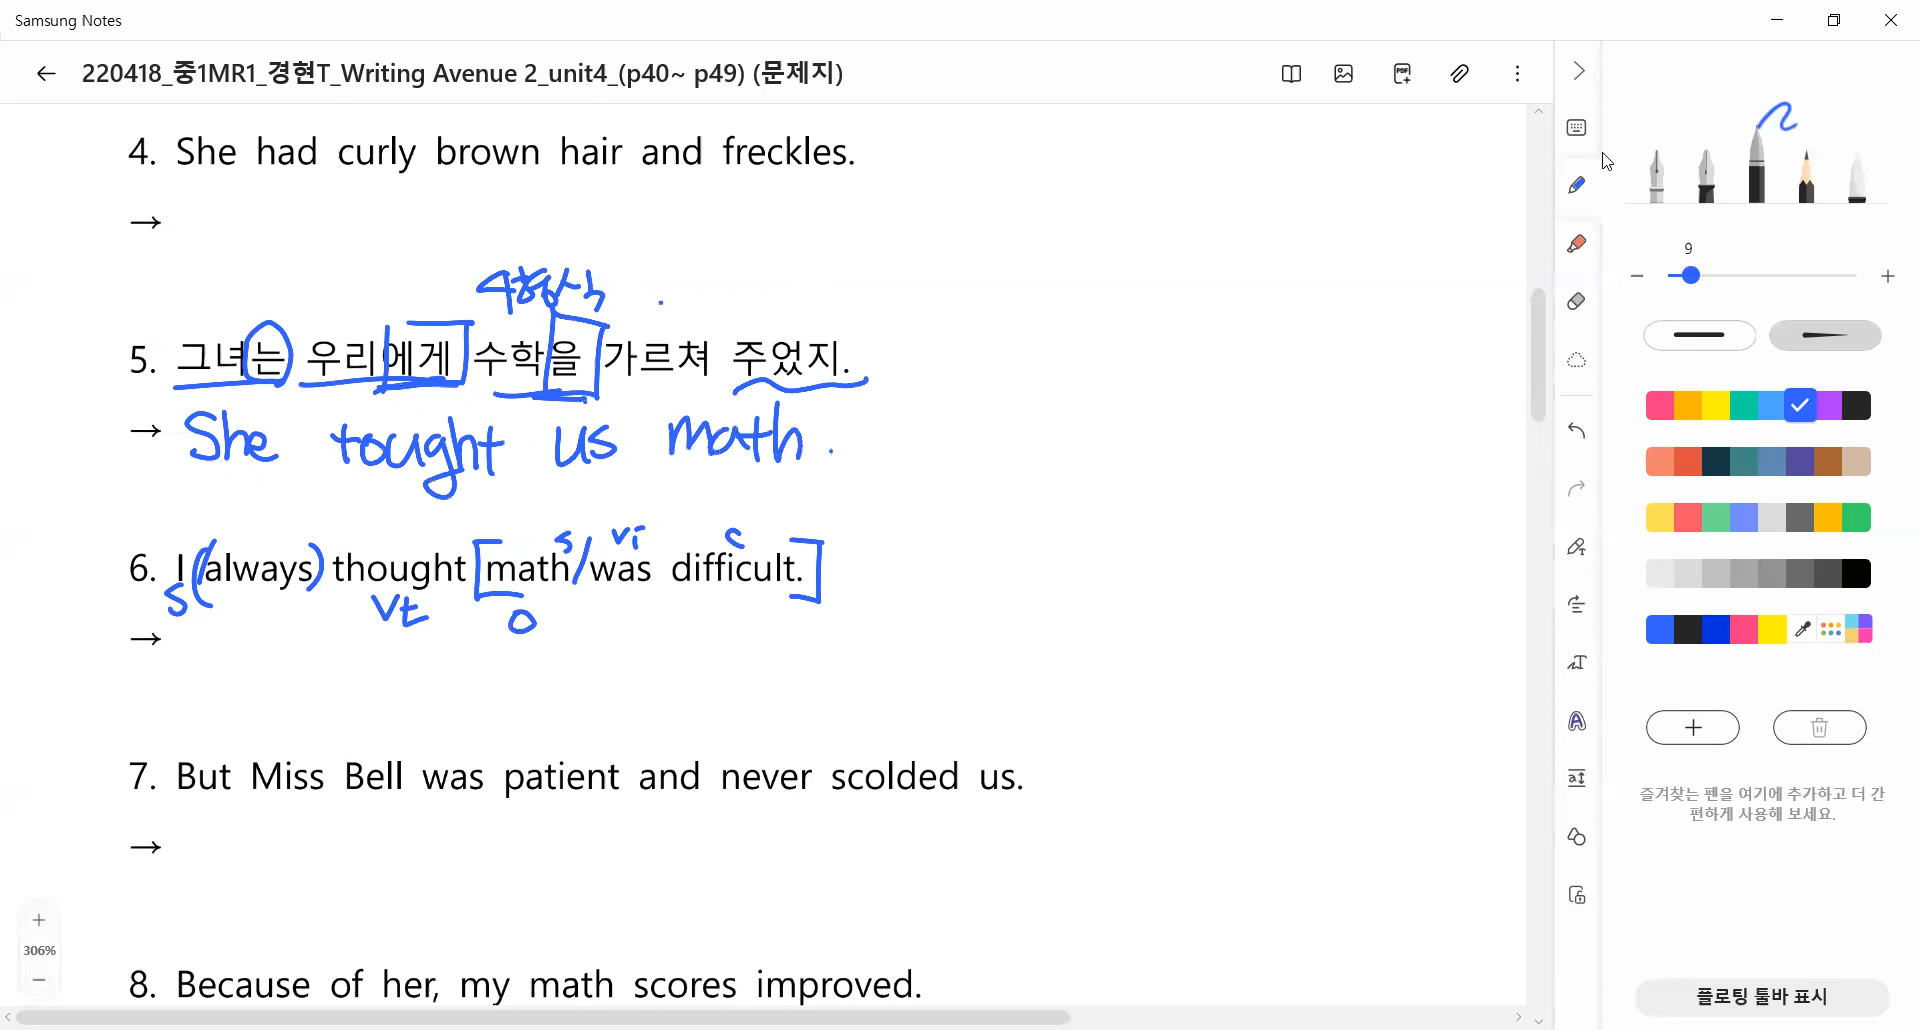 Samsung Notes
220418_중1MR1_경현T_Writing Avenue 2_unit4_(p40~ p49) (문제지)
4. She had curly brown hair and freckles.
→
5. 그녀는 우리에게 수학을 가르쳐 주었지.
→ She tought us math.
s vi c
6. I (always) thought [math / was difficult.]
s vt o
→
7. But Miss Bell was patient and never scolded us.
→
8. Because of her, my math scores improved.
306%
9
즐겨찾는 펜을 여기에 추가하고 더 간
편하게 사용해 보세요.
플로팅 툴바 표시